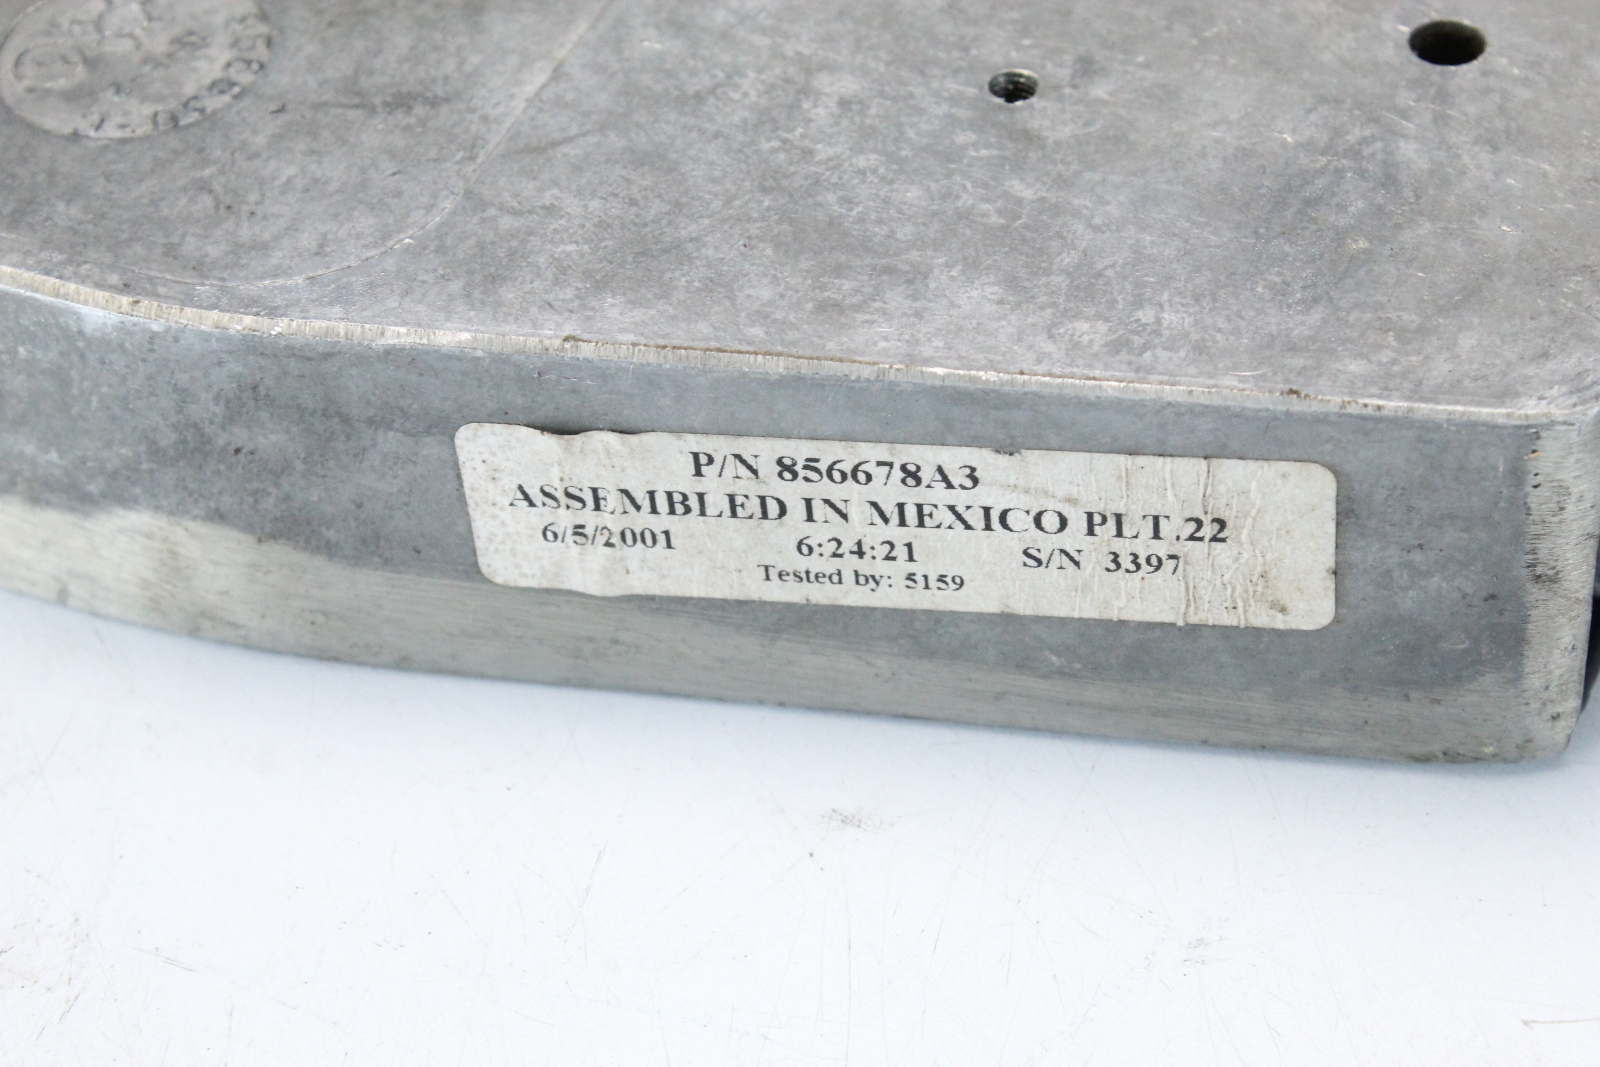 P/N 856678A3
ASSEMBLED IN MEXICO PLT.22
6/5/2001 6:24:21 S/N 3397
Tested by: 5159